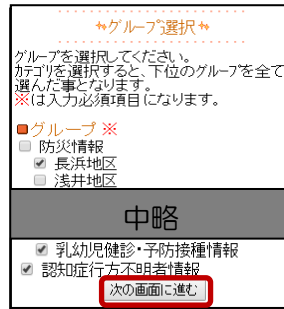 グループ選択
グループを選択してください。
カテゴリを選択すると、下位のグループを全て
選んだ事となります。
※は入力必須項目になります。
■グループ ※
防災情報
長浜地区
浅井地区
中略
乳幼児健診・予防接種情報
認知症行方不明者情報
次の画面に進む